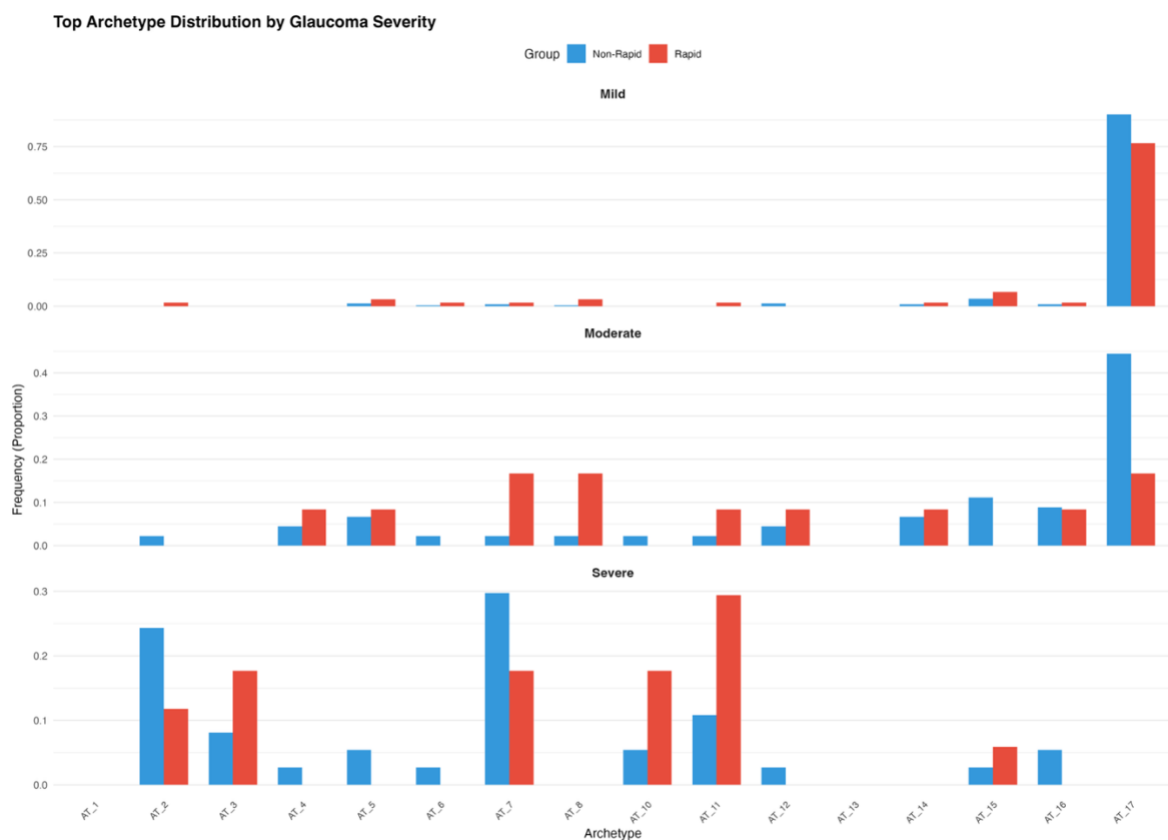 Top Archetype Distribution by Glaucoma Severity
Group Non-Rapid Rapid
Mild
0.75
0.50
0.25
0.00
Moderate
0.4
0.3
0.2
0.1
0.0
Frequency (Proportion)
Severe
0.3
0.2
0.1
0.0
AT_1 AT_2 AT_3 AT_4 AT_5 AT_6 AT_7 AT_8 AT_10 AT_11 AT_12 AT_13 AT_14 AT_15 AT_16 AT_17
Archetype